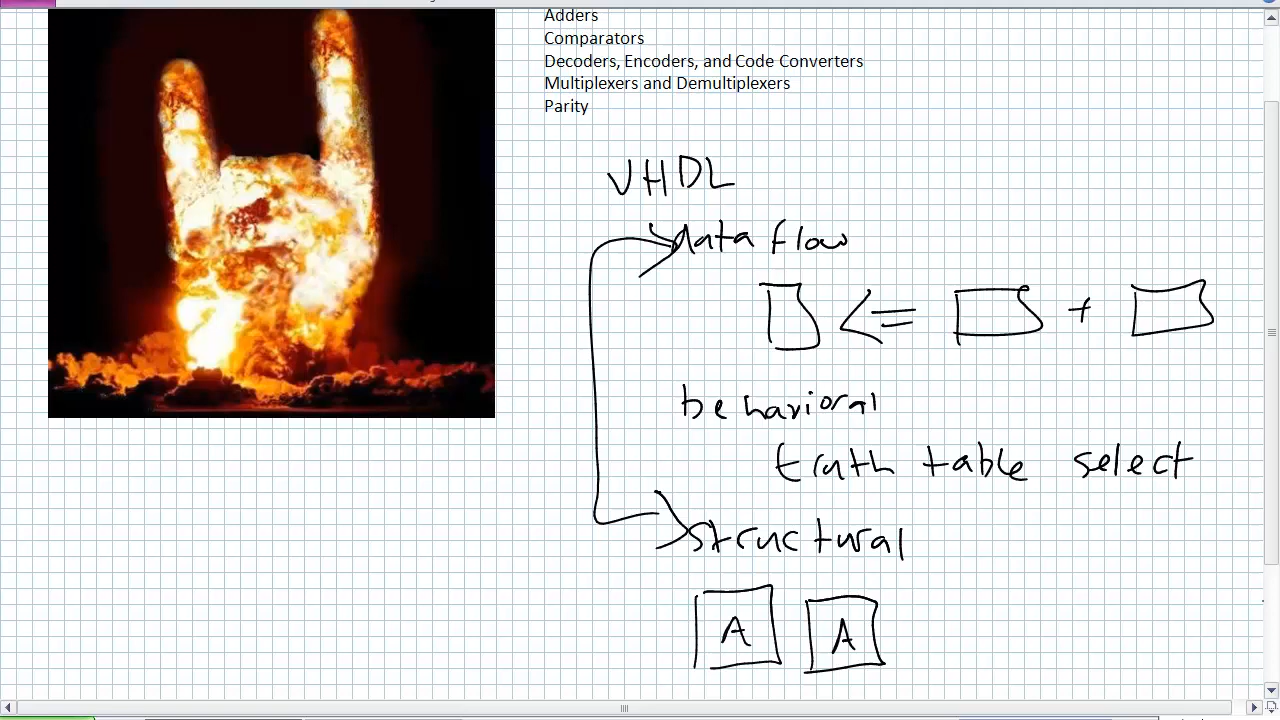 Adders
Comparators
Decoders, Encoders, and Code Converters
Multiplexers and Demultiplexers
Parity
VHDL
data flow
<= +
behavioral
truth table select
structural
A A